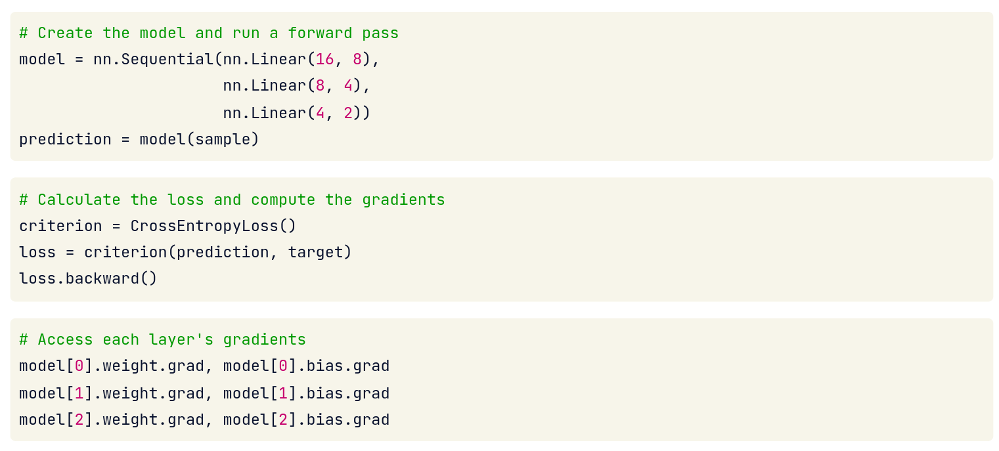 # Create the model and run a forward pass
model = nn.Sequential(nn.Linear(16, 8),
                      nn.Linear(8, 4),
                      nn.Linear(4, 2))
prediction = model(sample)
# Calculate the loss and compute the gradients
criterion = CrossEntropyLoss()
loss = criterion(prediction, target)
loss.backward()
# Access each layer's gradients
model[0].weight.grad, model[0].bias.grad
model[1].weight.grad, model[1].bias.grad
model[2].weight.grad, model[2].bias.grad